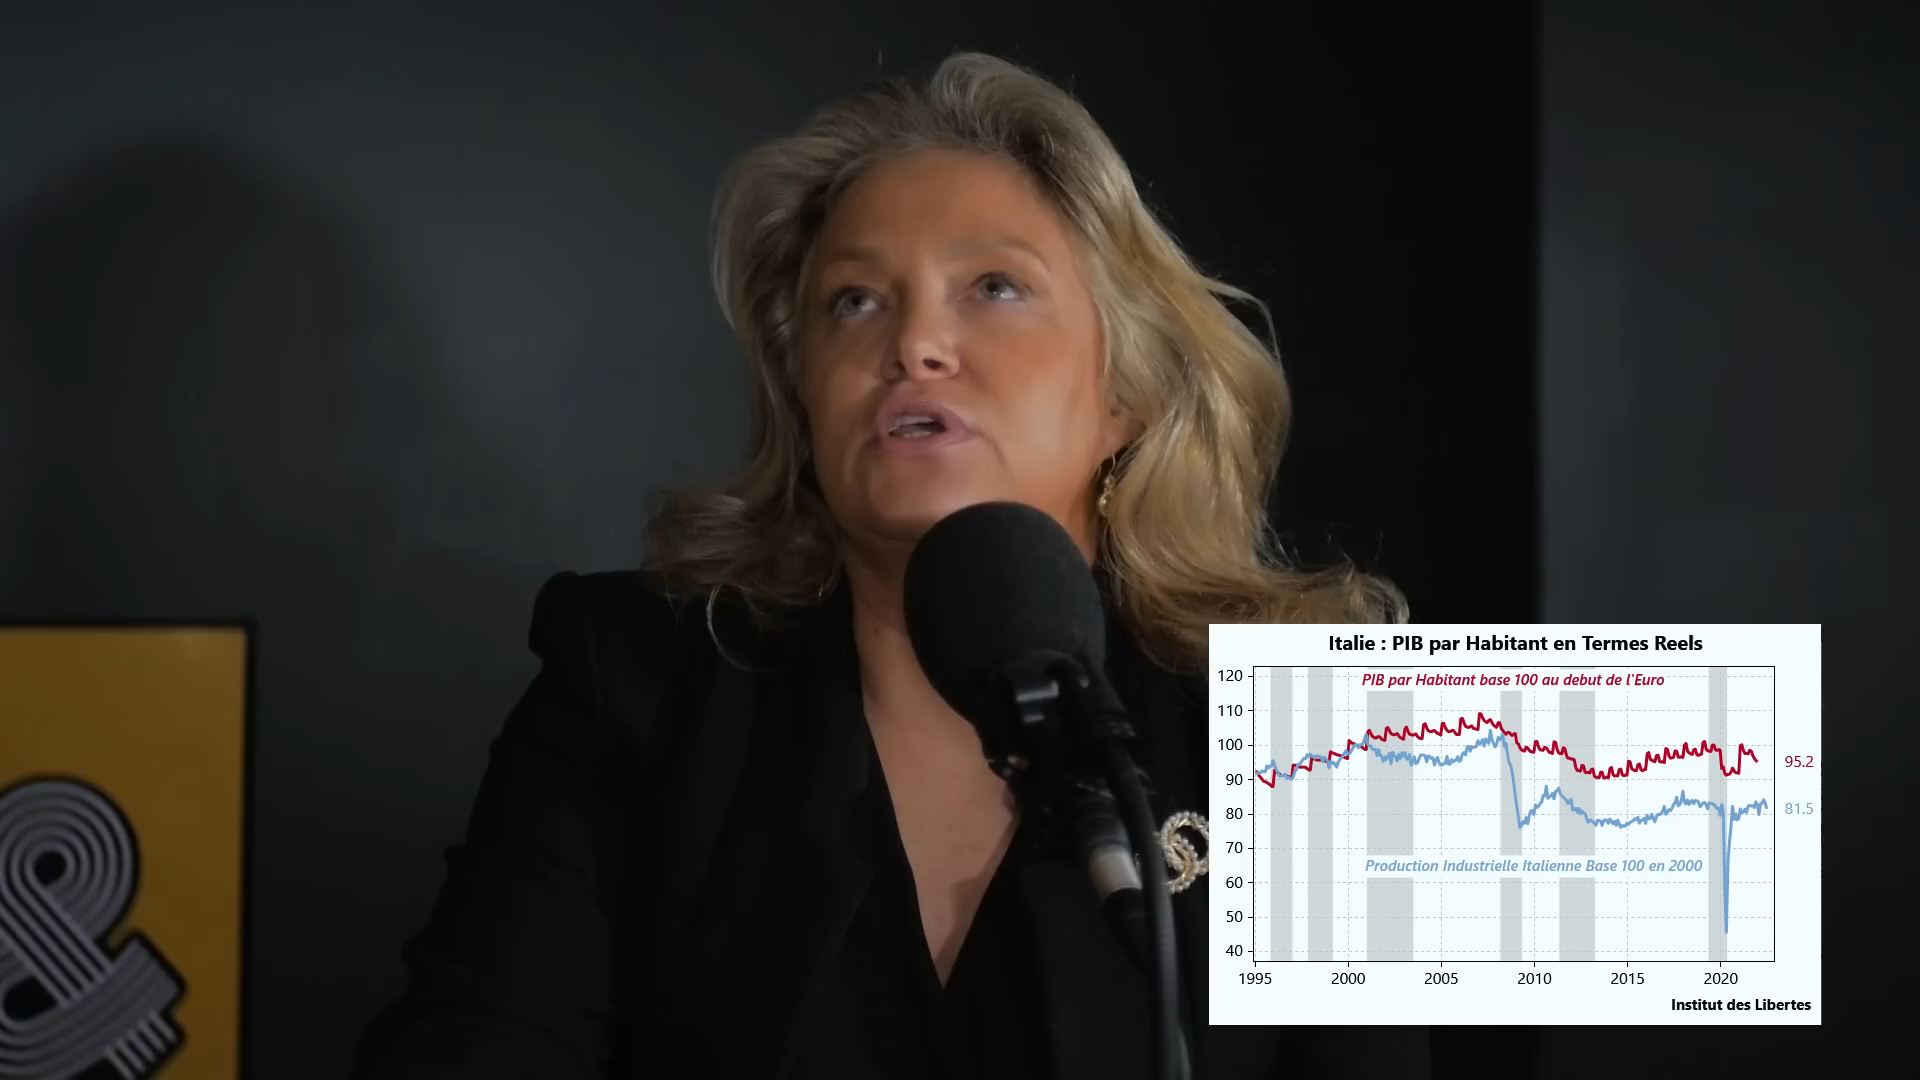 Italie : PIB par Habitant en Termes Reels
PIB par Habitant base 100 au debut de l'Euro
120
110
100
90
80
70
60
50
40
95.2
81.5
Production Industrielle Italienne Base 100 en 2000
1995 2000 2005 2010 2015 2020
Institut des Libertes
&